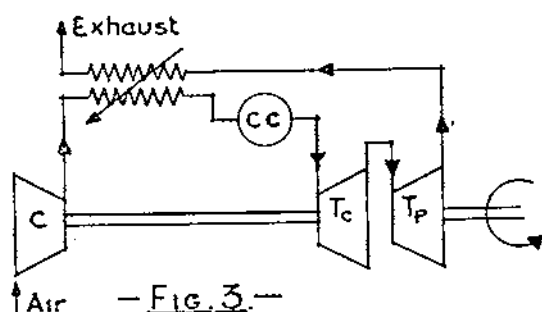 Exhaust
CC
C
Tc
Tp
Air
— FIG. 3. —